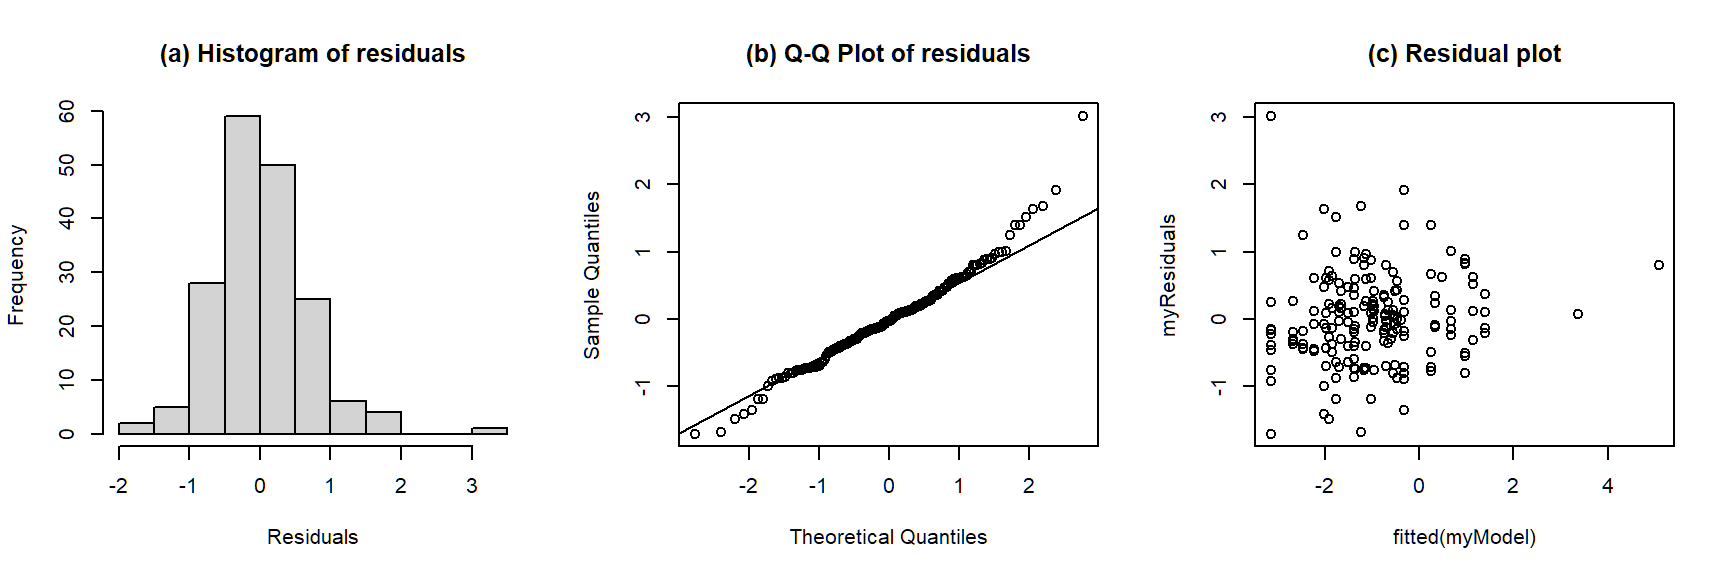 (a) Histogram of residuals
Frequency
60
50
40
30
20
10
0
-2 -1 0 1 2 3
Residuals
(b) Q-Q Plot of residuals
Sample Quantiles
3
2
1
0
-1
-2 -1 0 1 2
Theoretical Quantiles
(c) Residual plot
myResiduals
3
2
1
0
-1
-2 0 2 4
fitted(myModel)